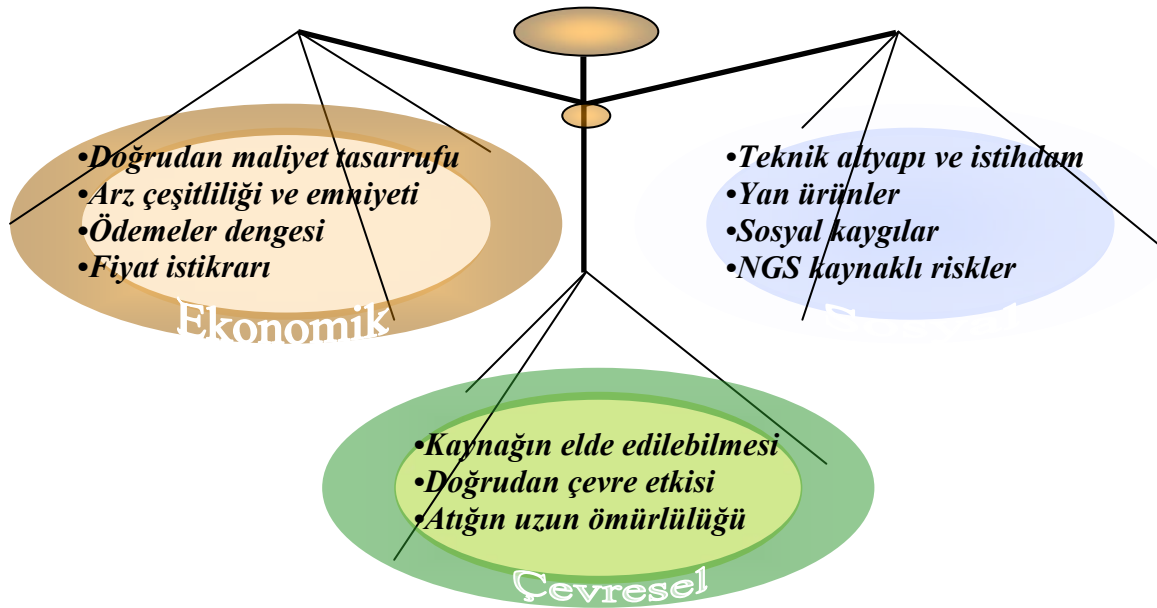 •Doğrudan maliyet tasarrufu
•Arz çeşitliliği ve emniyeti
•Ödemeler dengesi
•Fiyat istikrarı
Ekonomik
•Teknik altyapı ve istihdam
•Yan ürünler
•Sosyal kaygılar
•NGS kaynaklı riskler
Sosyal
•Kaynağın elde edilebilmesi
•Doğrudan çevre etkisi
•Atığın uzun ömürlülüğü
Çevresel